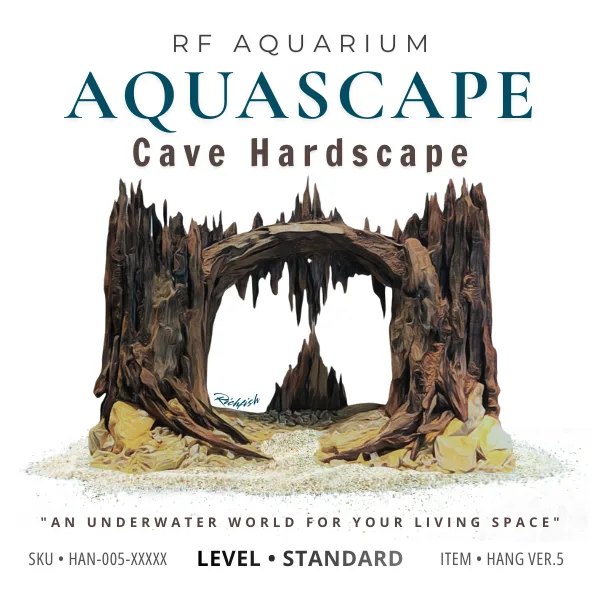 RF AQUARIUM
AQUASCAPE
Cave Hardscape
Richfish
"AN UNDERWATER WORLD FOR YOUR LIVING SPACE"
SKU • HAN-005-XXXXX LEVEL • STANDARD ITEM • HANG VER.5